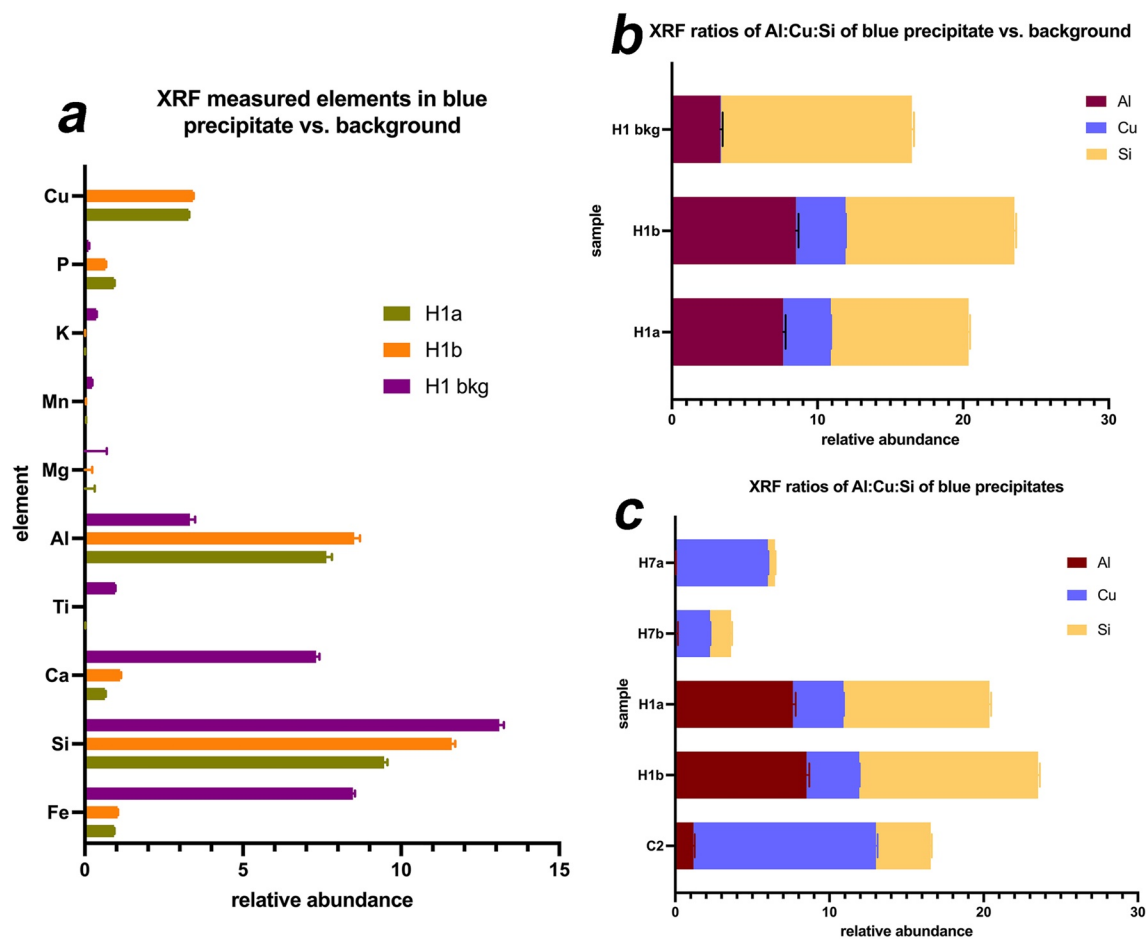 a
XRF measured elements in blue
precipitate vs. background
element
Cu
P
K
Mn
Mg
Al
Ti
Ca
Si
Fe
H1a
H1b
H1 bkg
0 5 10 15
relative abundance
b
XRF ratios of Al:Cu:Si of blue precipitate vs. background
sample
H1 bkg
H1b
H1a
Al
Cu
Si
0 10 20 30
relative abundance
c
XRF ratios of Al:Cu:Si of blue precipitates
sample
H7a
H7b
H1a
H1b
C2
Al
Cu
Si
0 10 20 30
relative abundance